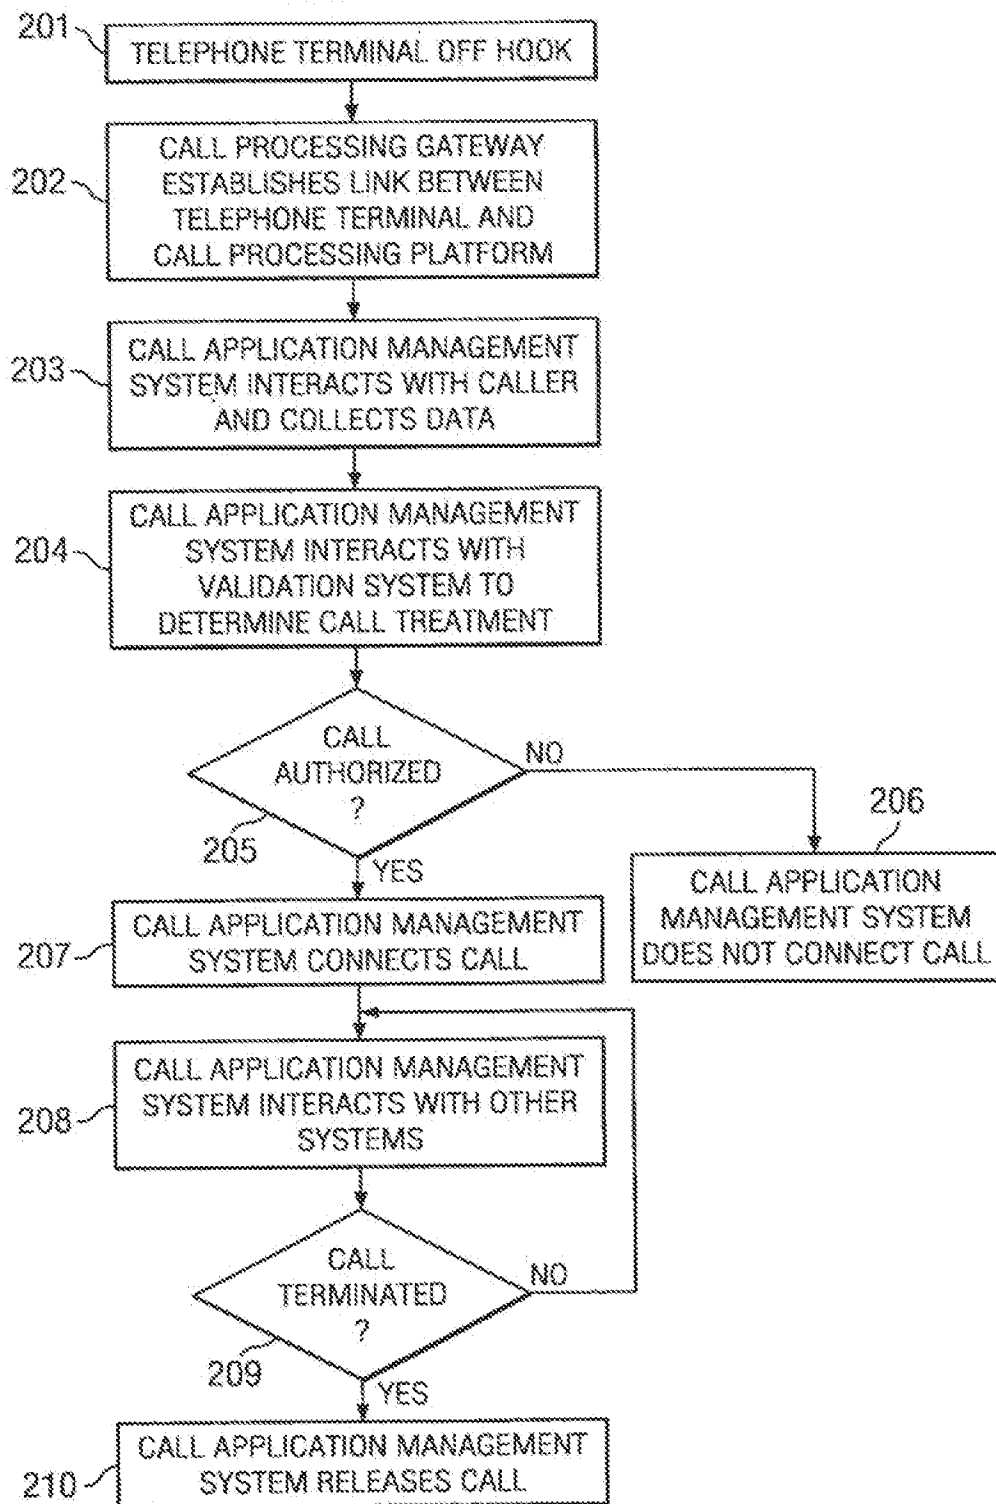 201
TELEPHONE TERMINAL OFF HOOK
202
CALL PROCESSING GATEWAY
ESTABLISHES LINK BETWEEN
TELEPHONE TERMINAL AND
CALL PROCESSING PLATFORM
203
CALL APPLICATION MANAGEMENT
SYSTEM INTERACTS WITH CALLER
AND COLLECTS DATA
204
CALL APPLICATION MANAGEMENT
SYSTEM INTERACTS WITH
VALIDATION SYSTEM TO
DETERMINE CALL TREATMENT
CALL
AUTHORIZED
?
205
NO
YES
206
CALL APPLICATION
MANAGEMENT SYSTEM
DOES NOT CONNECT CALL
207
CALL APPLICATION MANAGEMENT
SYSTEM CONNECTS CALL
208
CALL APPLICATION MANAGEMENT
SYSTEM INTERACTS WITH OTHER
SYSTEMS
CALL
TERMINATED
?
209
NO
YES
210
CALL APPLICATION MANAGEMENT
SYSTEM RELEASES CALL